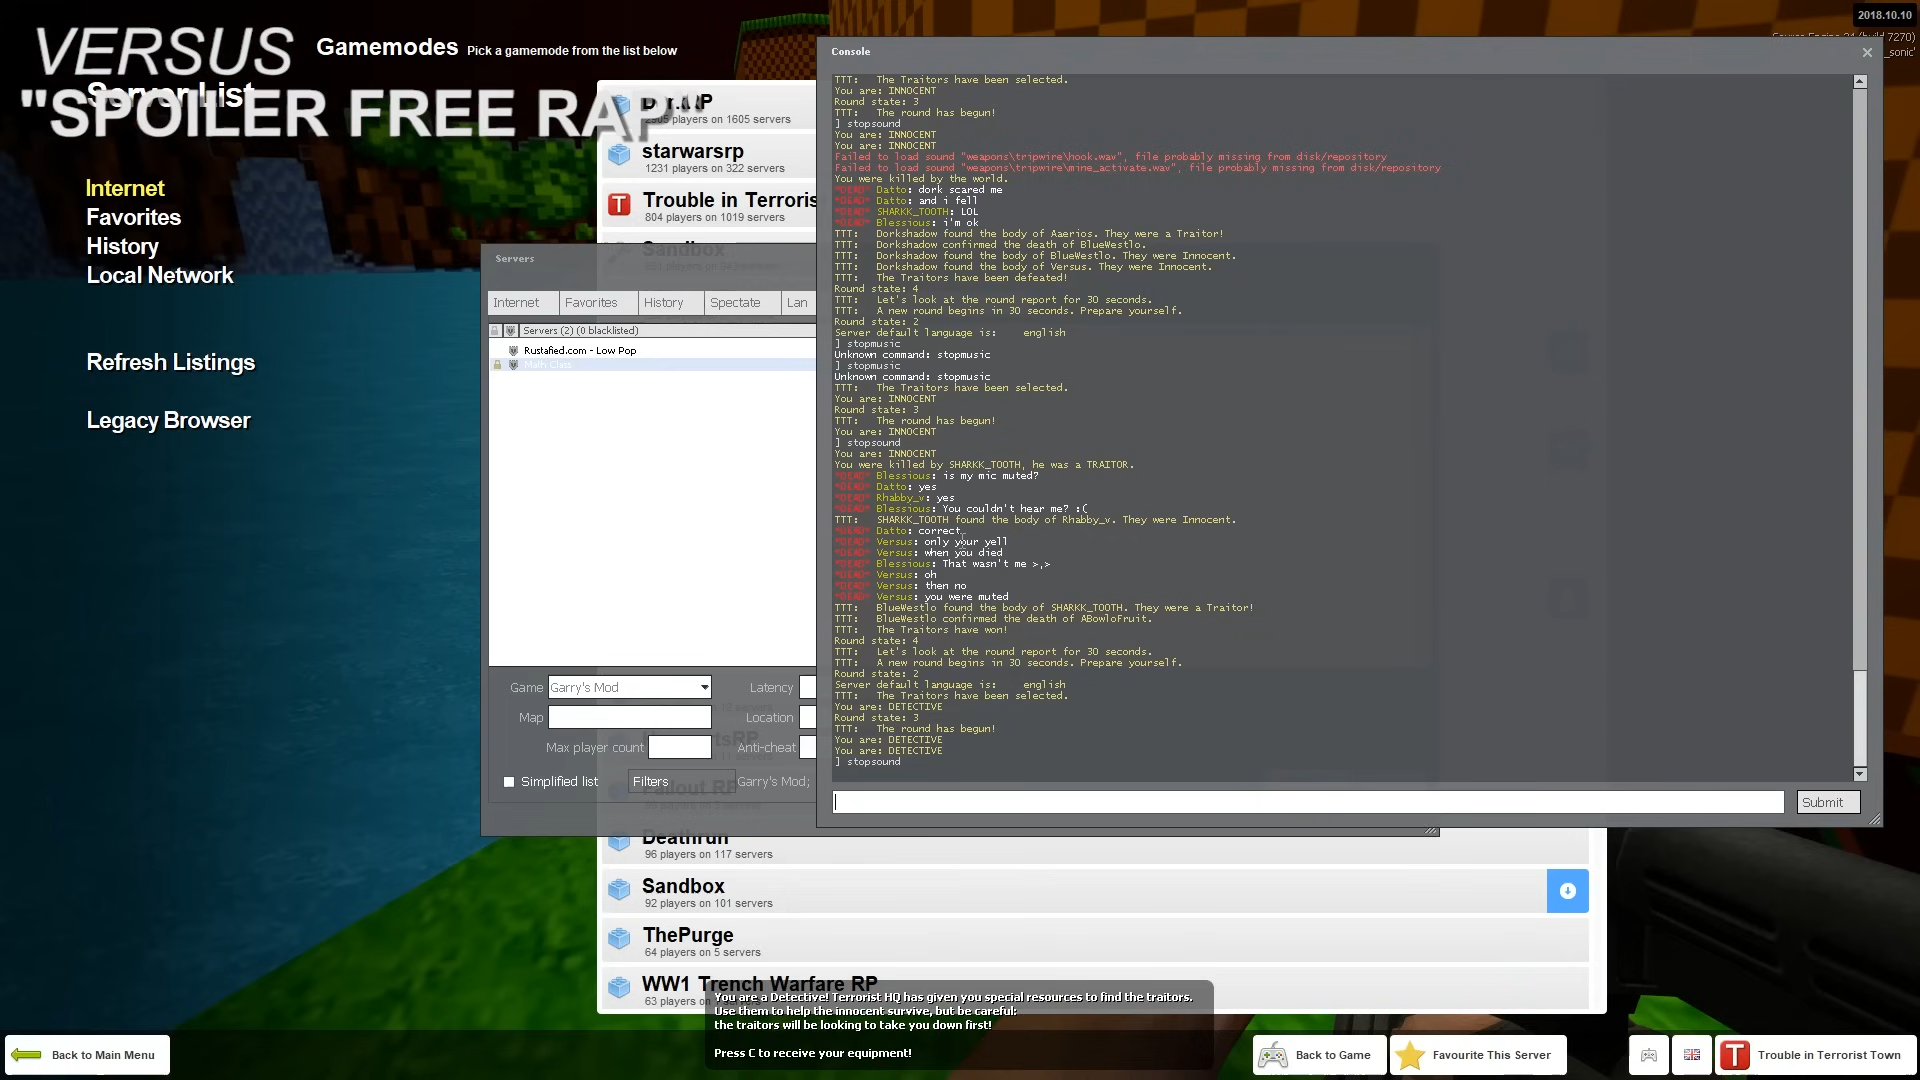 VERSUS
"SPOILER FREE RAP"
Server List
Gamemodes Pick a gamemode from the list below
2018.10.10
Internet
Favorites
History
Local Network
Refresh Listings
Legacy Browser
players on 1605 servers
starwarsrp
1231 players on 322 servers
Trouble in Terroris
804 players on 1019 servers
Sandbox
Servers
Internet
Favorites
History
Spectate
Lan
Servers (2) (0 blacklisted)
Rustafied.com - Low Pop
Math Class
Game
Garry's Mod
Latency
Map
Location
Max player count
Anti-cheat
Simplified list
Filters
Garry's Mod;
Fallout RP
Deathrun
96 players on 117 servers
Sandbox
92 players on 101 servers
ThePurge
64 players on 5 servers
WW1 Trench Warfare RP
63
Console
TTT: The Traitors have been selected.
You are: INNOCENT
Round state: 3
TTT: The round has begun!
] stopsound
You are: INNOCENT
You are: INNOCENT
Failed to load sound "weapons\tripwire\hook.wav", file probably missing from disk/repository
Failed to load sound "weapons\tripwire\mine_activate.wav", file probably missing from disk/repository
You were killed by the world.
*DEAD* Datto: dork scared me
*DEAD* Datto: and i fell
*DEAD* SHARKK_TOOTH: LOL
*DEAD* Blessious: i'm ok
TTT: Dorkshadow found the body of Aaerios. They were a Traitor!
TTT: Dorkshadow confirmed the death of BlueWestlo.
TTT: Dorkshadow found the body of BlueWestlo. They were Innocent.
TTT: Dorkshadow found the body of Versus. They were Innocent.
TTT: The Traitors have been defeated!
Round state: 4
TTT: Let's look at the round report for 30 seconds.
TTT: A new round begins in 30 seconds. Prepare yourself.
Round state: 2
Server default language is: english
] stopmusic
Unknown command: stopmusic
] stopmusic
Unknown command: stopmusic
TTT: The Traitors have been selected.
You are: INNOCENT
Round state: 3
TTT: The round has begun!
You are: INNOCENT
] stopsound
You are: INNOCENT
You were killed by SHARKK_TOOTH, he was a TRAITOR.
*DEAD* Blessious: is my mic muted?
*DEAD* Datto: yes
*DEAD* Rhabby_v: yes
*DEAD* Blessious: You couldn't hear me? :(
TTT: SHARKK_TOOTH found the body of Rhabby_v. They were Innocent.
*DEAD* Datto: correct
*DEAD* Versus: only your yell
*DEAD* Versus: when you died
*DEAD* Blessious: That wasn't me >,>
*DEAD* Versus: oh
*DEAD* Versus: then no
*DEAD* Versus: you were muted
TTT: BlueWestlo found the body of SHARKK_TOOTH. They were a Traitor!
TTT: BlueWestlo confirmed the death of ABowloFruit.
TTT: The Traitors have won!
Round state: 4
TTT: Let's look at the round report for 30 seconds.
TTT: A new round begins in 30 seconds. Prepare yourself.
Round state: 2
Server default language is: english
TTT: The Traitors have been selected.
You are: DETECTIVE
Round state: 3
TTT: The round has begun!
You are: DETECTIVE
You are: DETECTIVE
] stopsound
Submit
You are a Detective! Terrorist HQ has given you special resources to find the traitors.
Use them to help the innocent survive, but be careful:
the traitors will be looking to take you down first!
Press C to receive your equipment!
Back to Main Menu
Back to Game
Favourite This Server
Trouble in Terrorist Town